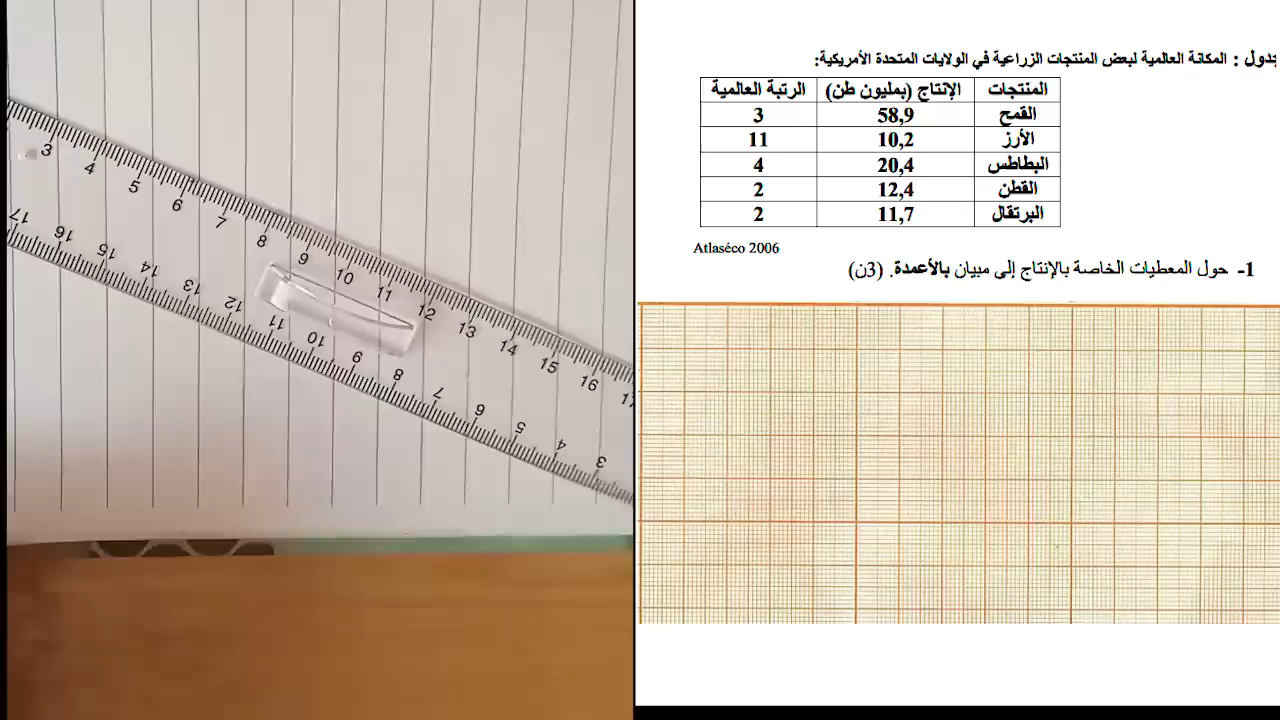 3 4 5 6 7 8 9 10 11 12 13 14 15 16
17 16 15 14 13 12 11 10 9 8 7 6 5 4 3
جدول : المكانة العالمية لبعض المنتجات الزراعية في الولايات المتحدة الأمريكية:
المنتجات الإنتاج (بمليون طن) الرتبة العالمية
القمح 58,9 3
الأرز 10,2 11
البطاطس 20,4 4
القطن 12,4 2
البرتقال 11,7 2
Atlaséco 2006
1- حول المعطيات الخاصة بالإنتاج إلى مبيان بالأعمدة. (3ن)